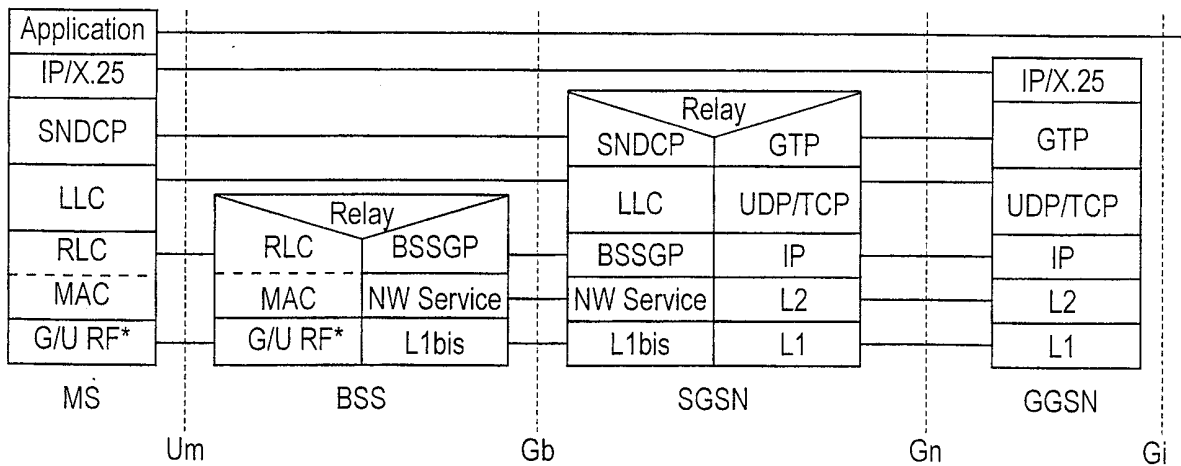 Application
IP/X.25
SNDCP
LLC
RLC
MAC
G/U RF*
MS
Relay
RLC
BSSGP
MAC
NW Service
G/U RF*
L1bis
BSS
Relay
SNDCP
GTP
LLC
UDP/TCP
BSSGP
IP
NW Service
L2
L1bis
L1
SGSN
IP/X.25
GTP
UDP/TCP
IP
L2
L1
GGSN
Um
Gb
Gn
Gi